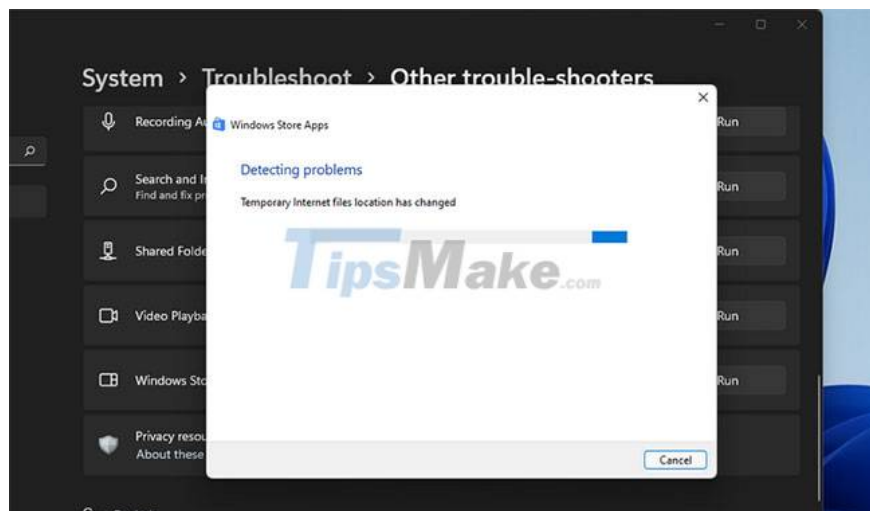 System > Troubleshoot > Other trouble-shooters
Recording Au
Run
Windows Store Apps
Detecting problems
Temporary Internet files location has changed
Search and In
Find and fix pr
Run
Shared Folde
Run
TipsMake.com
Video Playba
Run
Windows Sto
Run
Privacy resou
About these
Cancel